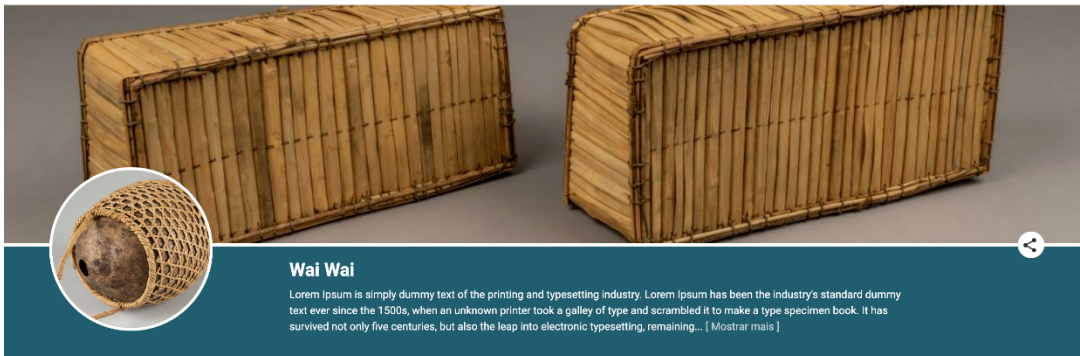 Wai Wai
Lorem Ipsum is simply dummy text of the printing and typesetting industry. Lorem Ipsum has been the industry's standard dummy
text ever since the 1500s, when an unknown printer took a galley of type and scrambled it to make a type specimen book. It has
survived not only five centuries, but also the leap into electronic typesetting, remaining... [ Mostrar mais ]